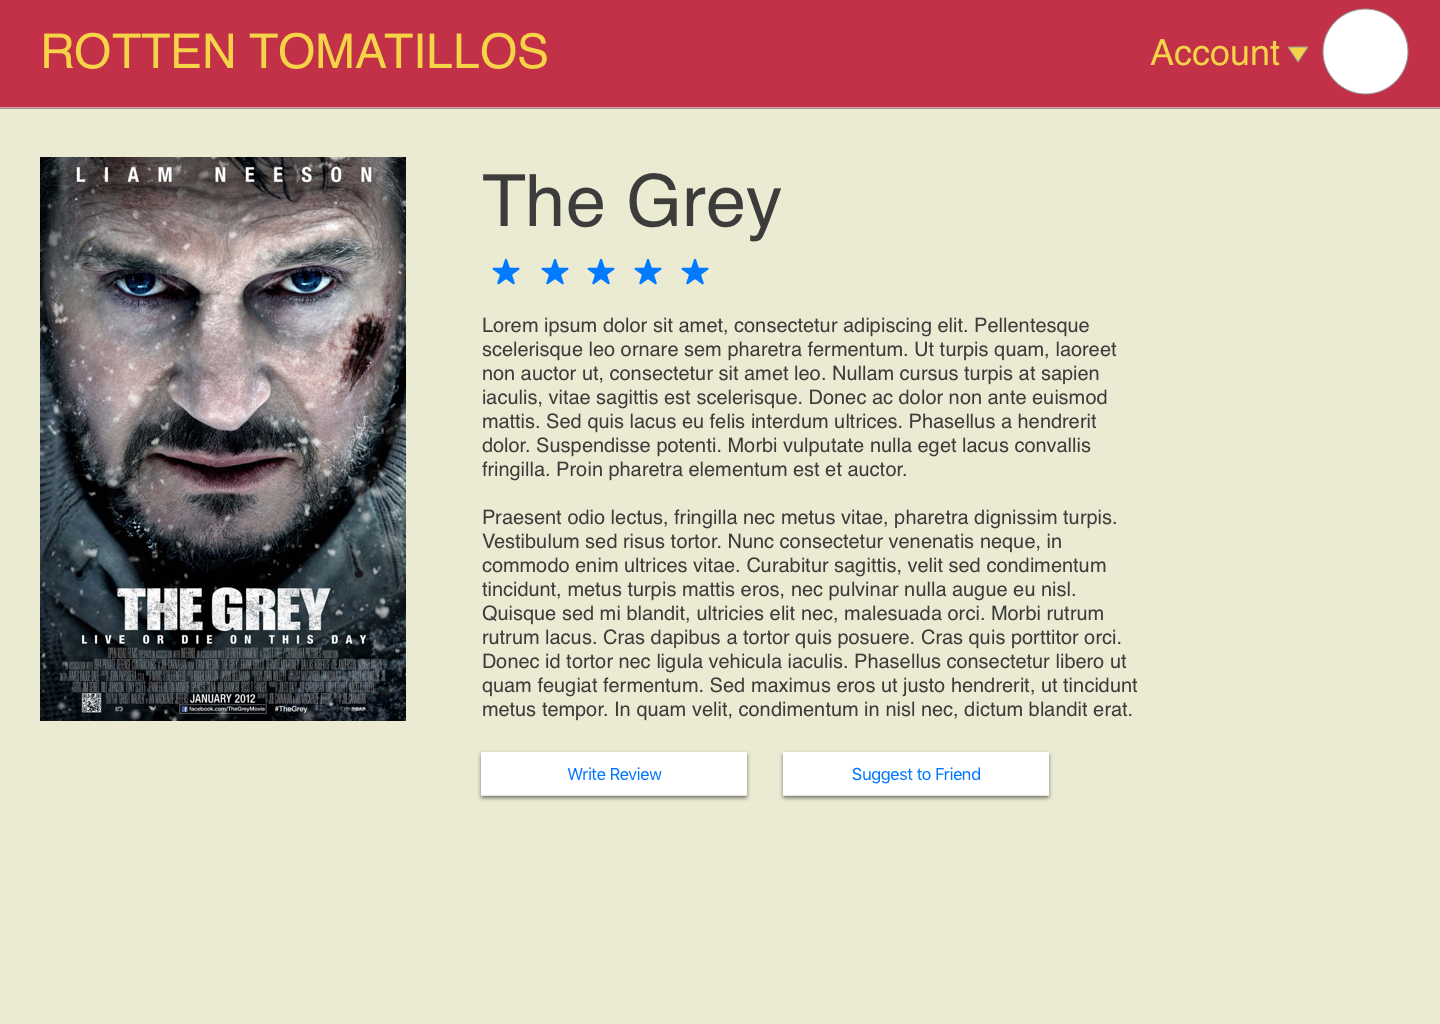 ROTTEN TOMATILLOS
Account
LIAM NEESON
THE GREY
LIVE OR DIE ON THIS DAY
JANUARY 2012
facebook.com/TheGreyMovie #TheGrey
The Grey
Lorem ipsum dolor sit amet, consectetur adipiscing elit. Pellentesque
scelerisque leo ornare sem pharetra fermentum. Ut turpis quam, laoreet
non auctor ut, consectetur sit amet leo. Nullam cursus turpis at sapien
iaculis, vitae sagittis est scelerisque. Donec ac dolor non ante euismod
mattis. Sed quis lacus eu felis interdum ultrices. Phasellus a hendrerit
dolor. Suspendisse potenti. Morbi vulputate nulla eget lacus convallis
fringilla. Proin pharetra elementum est et auctor.
Praesent odio lectus, fringilla nec metus vitae, pharetra dignissim turpis.
Vestibulum sed risus tortor. Nunc consectetur venenatis neque, in
commodo enim ultrices vitae. Curabitur sagittis, velit sed condimentum
tincidunt, metus turpis mattis eros, nec pulvinar nulla augue eu nisl.
Quisque sed mi blandit, ultricies elit nec, malesuada orci. Morbi rutrum
rutrum lacus. Cras dapibus a tortor quis posuere. Cras quis porttitor orci.
Donec id tortor nec ligula vehicula iaculis. Phasellus consectetur libero ut
quam feugiat fermentum. Sed maximus eros ut justo hendrerit, ut tincidunt
metus tempor. In quam velit, condimentum in nisl nec, dictum blandit erat.
Write Review
Suggest to Friend